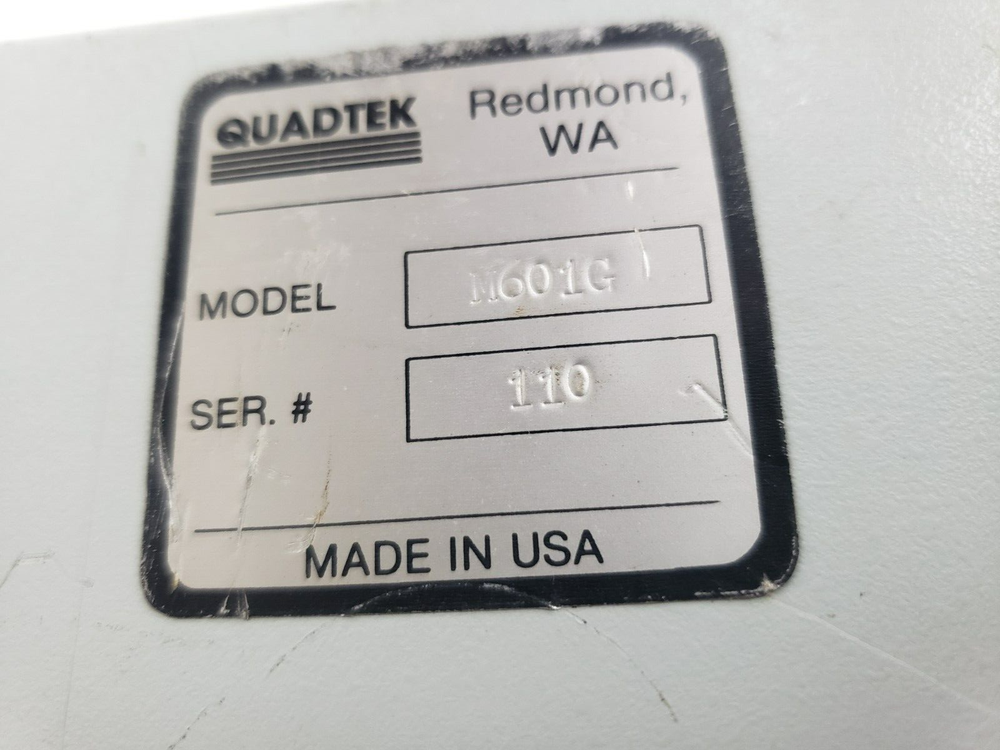 QUADTEK
Redmond,
WA
MODEL M601G
SER. # 110
MADE IN USA